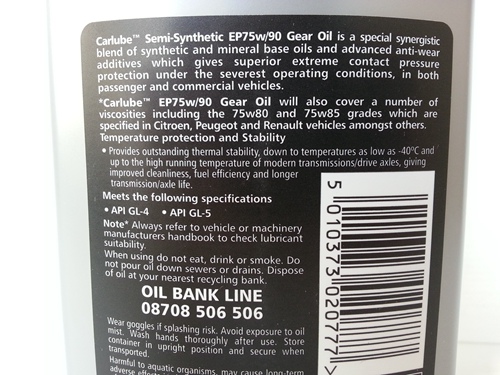 Carlube™ Semi-Synthetic EP75w/90 Gear Oil is a special synergistic
blend of synthetic and mineral base oils and advanced anti-wear
additives which gives superior extreme contact pressure
protection under the severest operating conditions, in both
passenger and commercial vehicles.
*Carlube™ EP75w/90 Gear Oil will also cover a number of
viscosities including the 75w80 and 75w85 grades which are
specified in Citroen, Peugeot and Renault vehicles amongst others.
Temperature protection and Stability
• Provides outstanding thermal stability, down to temperatures as low as -40ºC and
up to the high running temperature of modern transmissions/drive axles, giving
improved cleanliness, fuel efficiency and longer
transmission/axle life.
Meets the following specifications
• API GL-4 • API GL-5
Note* Always refer to vehicle or machinery
manufacturers handbook to check lubricant
suitability.
When using do not eat, drink or smoke. Do
not pour oil down sewers or drains. Dispose
of oil at your nearest recycling bank.
OIL BANK LINE
08708 506 506
Wear goggles if splashing risk. Avoid exposure to oil
mist. Wash hands thoroughly after use. Store
container in upright position and secure when
transported.
Harmful to aquatic organisms, may cause long-term
adverse effects
5 010373 020777 >